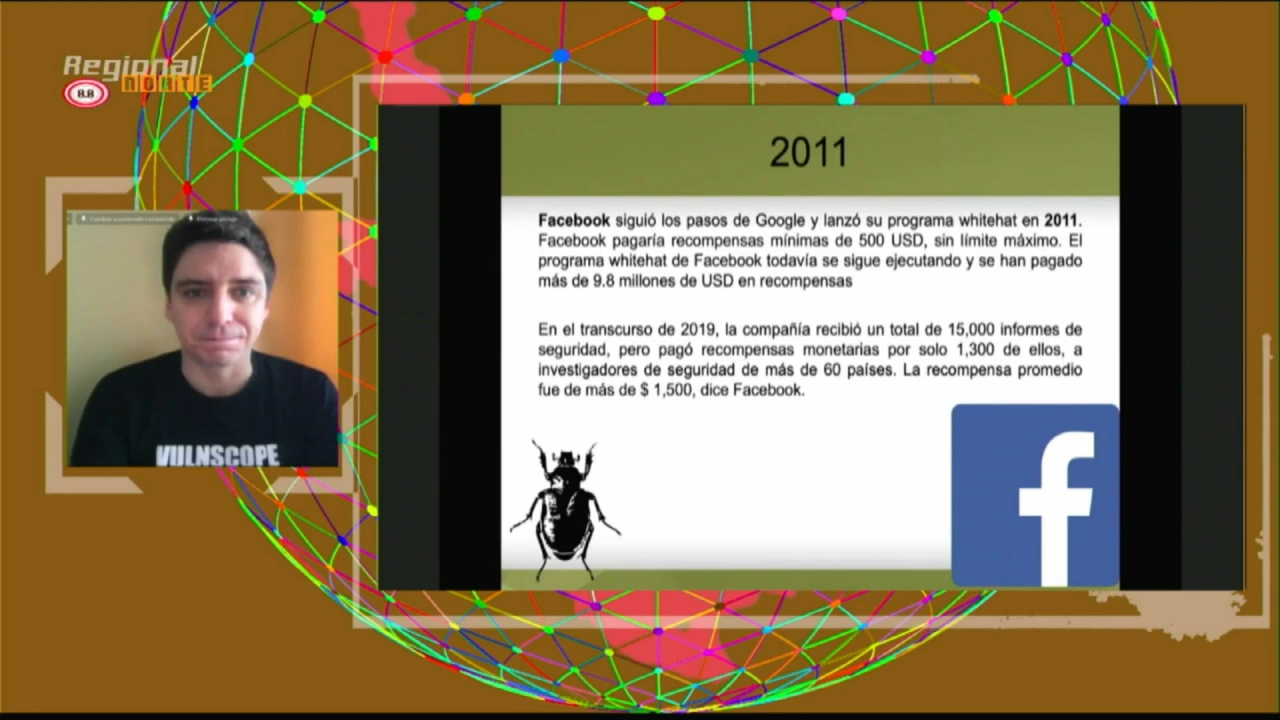 Regional
NORTE
8.8
2011
Facebook siguió los pasos de Google y lanzó su programa whitehat en 2011.
Facebook pagaría recompensas mínimas de 500 USD, sin límite máximo. El
programa whitehat de Facebook todavía se sigue ejecutando y se han pagado
más de 9.8 millones de USD en recompensas
En el transcurso de 2019, la compañía recibió un total de 15,000 informes de
seguridad, pero pagó recompensas monetarias por solo 1,300 de ellos, a
investigadores de seguridad de más de 60 países. La recompensa promedio
fue de más de $ 1,500, dice Facebook.
VULNSCOPE
f